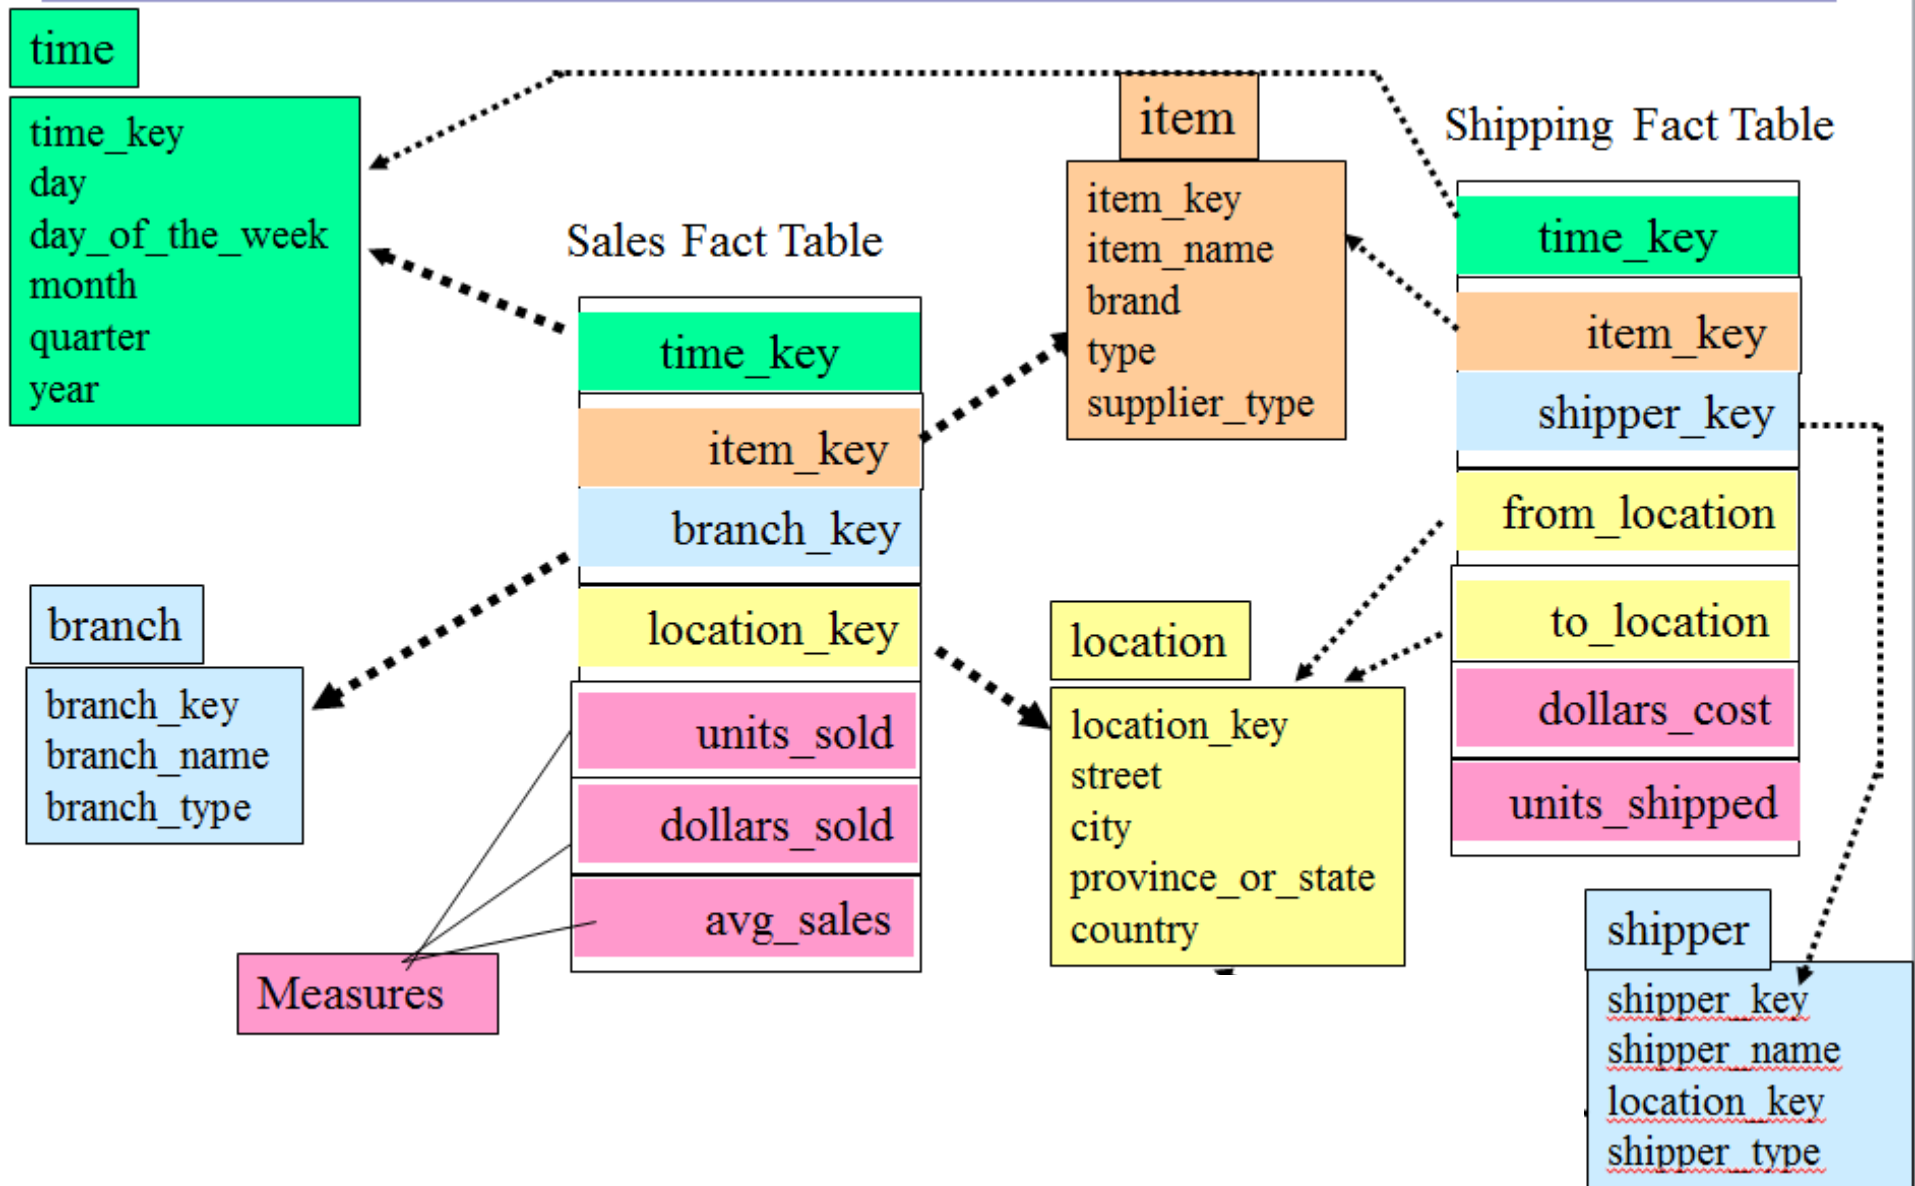 time
time_key
day
day_of_the_week
month
quarter
year
Sales Fact Table
time_key
item_key
branch_key
location_key
units_sold
dollars_sold
avg_sales
Measures
branch
branch_key
branch_name
branch_type
item
item_key
item_name
brand
type
supplier_type
location
location_key
street
city
province_or_state
country
Shipping Fact Table
time_key
item_key
shipper_key
from_location
to_location
dollars_cost
units_shipped
shipper
shipper_key
shipper_name
location_key
shipper_type